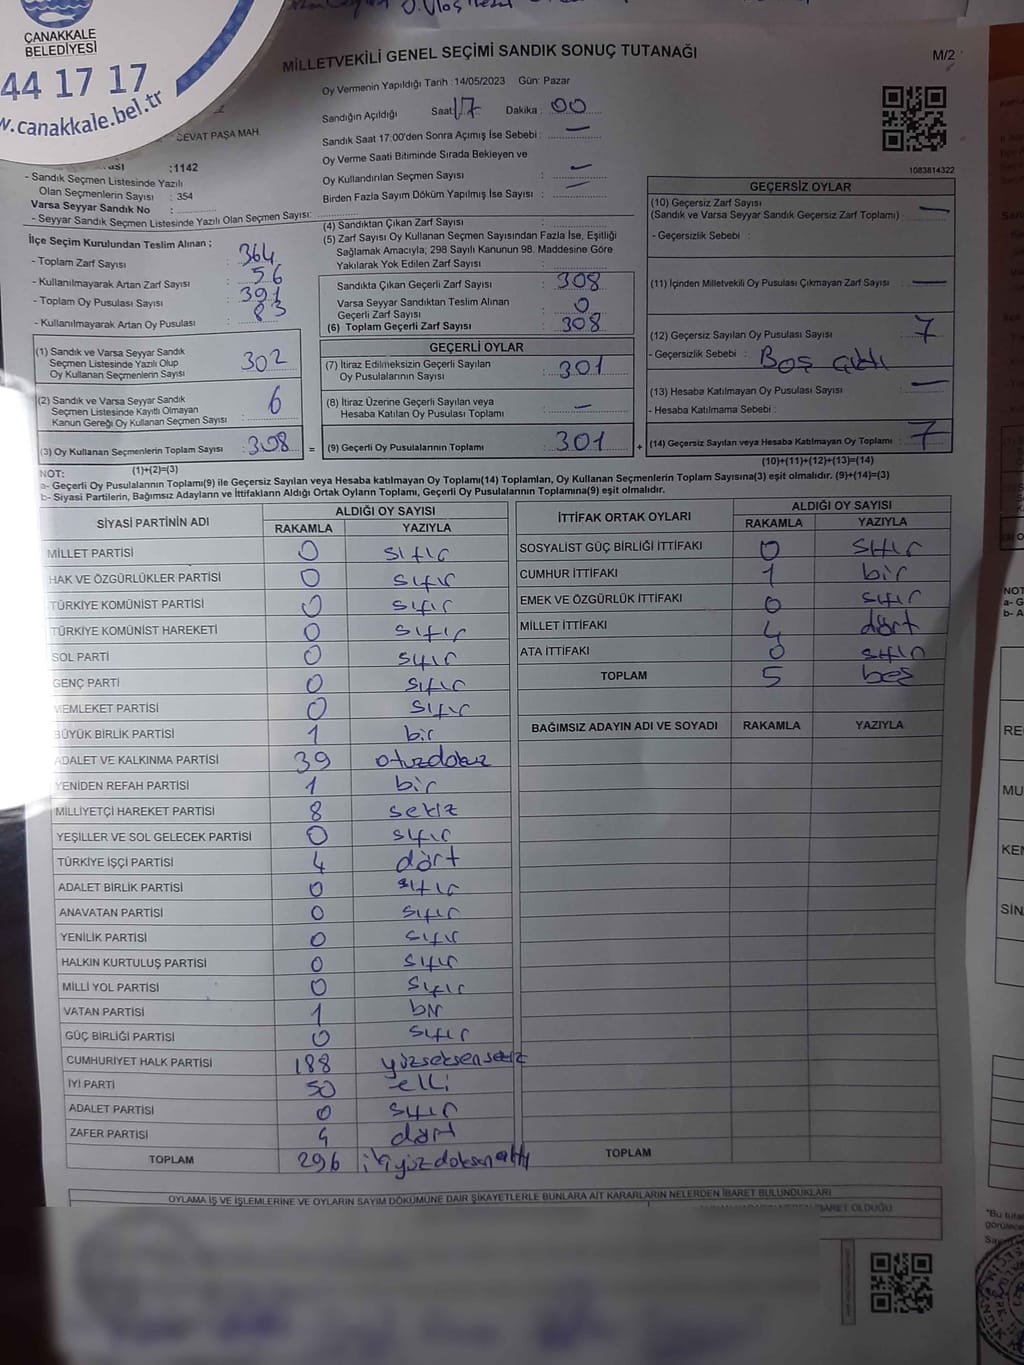 ÇANAKKALE
BELEDİYESİ
44 17 17
w.canakkale.bel.tr
MİLLETVEKİLİ GENEL SEÇİMİ SANDIK SONUÇ TUTANAĞI
M/2
Oy Vermenin Yapıldığı Tarih : 14/05/2023 Gün: Pazar
Sandığın Açıldığı Saat: 17 Dakika : 00
Sandık Saat 17:00'den Sonra Açılmış İse Sebebi : —
Oy Verme Saati Bitiminde Sırada Bekleyen ve
Oy Kullandırılan Seçmen Sayısı : —
Birden Fazla Sayım Döküm Yapılmış İse Sayısı : —
CEVAT PAŞA MAH.
:1142
- Sandık Seçmen Listesinde Yazılı
Olan Seçmenlerin Sayısı : 354
Varsa Seyyar Sandık No :
- Seyyar Sandık Seçmen Listesinde Yazılı Olan Seçmen Sayısı:
İlçe Seçim Kurulundan Teslim Alınan ;
- Toplam Zarf Sayısı : 364
- Kullanılmayarak Artan Zarf Sayısı : 56
- Toplam Oy Pusulası Sayısı : 391
- Kullanılmayarak Artan Oy Pusulası : 83
(1) Sandık ve Varsa Seyyar Sandık
Seçmen Listesinde Yazılı Olup
Oy Kullanan Seçmenlerin Sayısı : 302
(2) Sandık ve Varsa Seyyar Sandık
Seçmen Listesinde Kayıtlı Olmayan
Kanun Gereği Oy Kullanan Seçmen Sayısı : 6
(3) Oy Kullanan Seçmenlerin Toplam Sayısı : 308 =
(1)+(2)=(3)
(4) Sandıktan Çıkan Zarf Sayısı :
(5) Zarf Sayısı Oy Kullanan Seçmen Sayısından Fazla İse, Eşitliği
Sağlamak Amacıyla, 298 Sayılı Kanunun 98. Maddesine Göre
Yakılarak Yok Edilen Zarf Sayısı :
Sandıkta Çıkan Geçerli Zarf Sayısı : 308
Varsa Seyyar Sandıktan Teslim Alınan
Geçerli Zarf Sayısı : 0
(6) Toplam Geçerli Zarf Sayısı : 308
GEÇERLİ OYLAR
(7) İtiraz Edilmeksizin Geçerli Sayılan
Oy Pusulalarının Sayısı : 301
(8) İtiraz Üzerine Geçerli Sayılan veya
Hesaba Katılan Oy Pusulası Toplamı : —
(9) Geçerli Oy Pusulalarının Toplamı : 301 +
1083814322
GEÇERSİZ OYLAR
(10) Geçersiz Zarf Sayısı
(Sandık ve Varsa Seyyar Sandık Geçersiz Zarf Toplamı) : —
- Geçersizlik Sebebi :
(11) İçinden Milletvekili Oy Pusulası Çıkmayan Zarf Sayısı : —
(12) Geçersiz Sayılan Oy Pusulası Sayısı : 7
- Geçersizlik Sebebi : Boş çıktı
(13) Hesaba Katılmayan Oy Pusulası Sayısı : —
- Hesaba Katılmama Sebebi :
(14) Geçersiz Sayılan veya Hesaba Katılmayan Oy Toplamı : 7
(10)+(11)+(12)+(13)=(14)
NOT:
a- Geçerli Oy Pusulalarının Toplamı(9) ile Geçersiz Sayılan veya Hesaba katılmayan Oy Toplamı(14) Toplamları, Oy Kullanan Seçmenlerin Toplam Sayısına(3) eşit olmalıdır. (9)+(14)=(3)
b- Siyasi Partilerin, Bağımsız Adayların ve İttifakların Aldığı Ortak Oyların Toplamı, Geçerli Oy Pusulalarının Toplamına(9) eşit olmalıdır.
SİYASİ PARTİNİN ADI ALDIĞI OY SAYISI
RAKAMLA YAZIYLA
MİLLET PARTİSİ 0 sıfır
HAK VE ÖZGÜRLÜKLER PARTİSİ 0 sıfır
TÜRKİYE KOMÜNİST PARTİSİ 0 sıfır
TÜRKİYE KOMÜNİST HAREKETİ 0 sıfır
SOL PARTİ 0 sıfır
GENÇ PARTİ 0 sıfır
MEMLEKET PARTİSİ 0 sıfır
BÜYÜK BİRLİK PARTİSİ 1 bir
ADALET VE KALKINMA PARTİSİ 39 otuzdokuz
YENİDEN REFAH PARTİSİ 1 bir
MİLLİYETÇİ HAREKET PARTİSİ 8 sekiz
YEŞİLLER VE SOL GELECEK PARTİSİ 0 sıfır
TÜRKİYE İŞÇİ PARTİSİ 4 dört
ADALET BİRLİK PARTİSİ 0 sıfır
ANAVATAN PARTİSİ 0 sıfır
YENİLİK PARTİSİ 0 sıfır
HALKIN KURTULUŞ PARTİSİ 0 sıfır
MİLLİ YOL PARTİSİ 0 sıfır
VATAN PARTİSİ 1 bir
GÜÇ BİRLİĞİ PARTİSİ 0 sıfır
CUMHURİYET HALK PARTİSİ 188 yüzseksensekiz
İYİ PARTİ 50 elli
ADALET PARTİSİ 0 sıfır
ZAFER PARTİSİ 4 dört
TOPLAM 296 ikiyüzdoksanaltı
İTTİFAK ORTAK OYLARI ALDIĞI OY SAYISI
RAKAMLA YAZIYLA
SOSYALİST GÜÇ BİRLİĞİ İTTİFAKI 0 sıfır
CUMHUR İTTİFAKI 1 bir
EMEK VE ÖZGÜRLÜK İTTİFAKI 0 sıfır
MİLLET İTTİFAKI 4 dört
ATA İTTİFAKI 0 sıfır
TOPLAM 5 beş
BAĞIMSIZ ADAYIN ADI VE SOYADI RAKAMLA YAZIYLA
TOPLAM
OYLAMA İŞ VE İŞLEMLERİNE VE OYLARIN SAYIM DÖKÜMÜNE DAİR ŞİKAYETLERLE BUNLARA AİT KARARLARIN NELERDEN İBARET BULUNDUKLARI
İBARET OLDUĞU
NOT
a- G
b- A
RE
MU
KEN
SİN
"Bu tuta
görülece